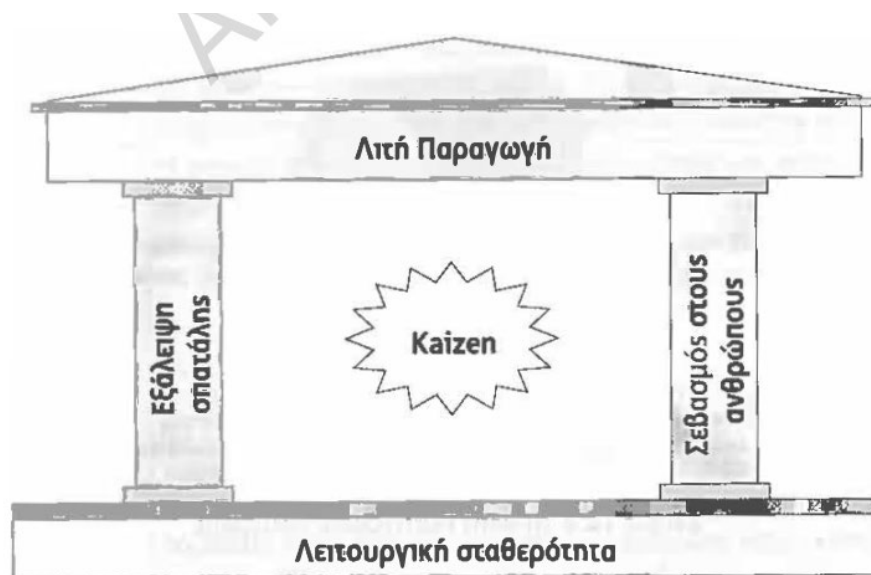 Λιτή Παραγωγή
Εξάλειψη
σπατάλης
Kaizen
Σεβασμός στους
ανθρώπους
Λειτουργική σταθερότητα